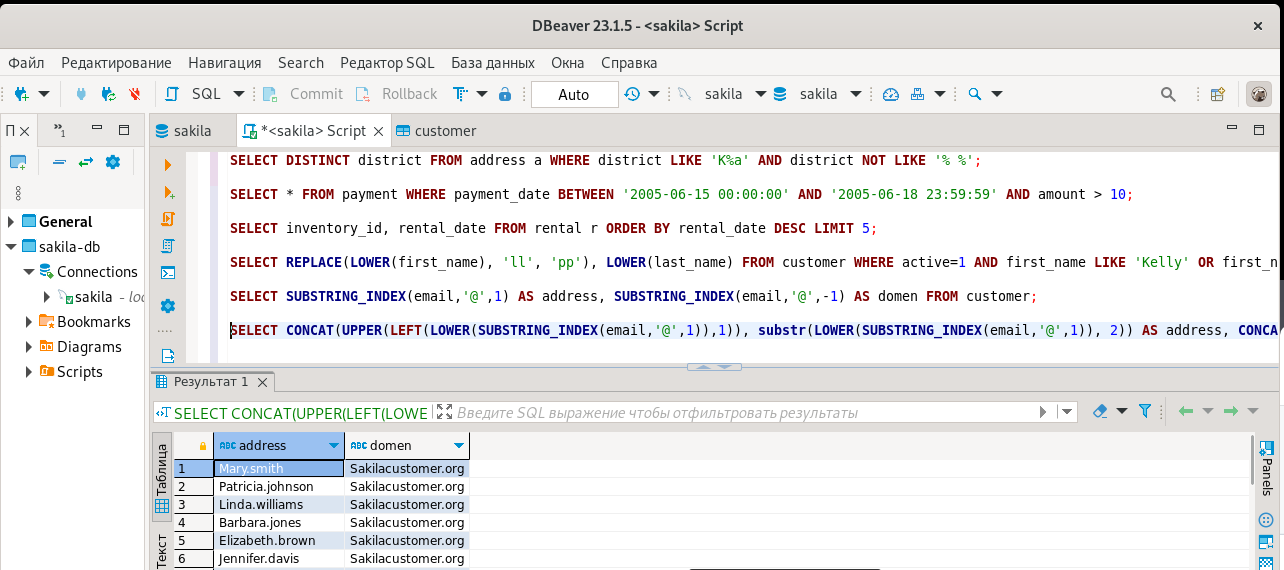 DBeaver 23.1.5 - <sakila> Script
Файл Редактирование Навигация Search Редактор SQL База данных Окна Справка
SQL Commit Rollback Auto sakila sakila
П sakila *<sakila> Script customer
SELECT DISTINCT district FROM address a WHERE district LIKE 'K%a' AND district NOT LIKE '% %';
SELECT * FROM payment WHERE payment_date BETWEEN '2005-06-15 00:00:00' AND '2005-06-18 23:59:59' AND amount > 10;
SELECT inventory_id, rental_date FROM rental r ORDER BY rental_date DESC LIMIT 5;
SELECT REPLACE(LOWER(first_name), 'll', 'pp'), LOWER(last_name) FROM customer WHERE active=1 AND first_name LIKE 'Kelly' OR first_n
SELECT SUBSTRING_INDEX(email,'@',1) AS address, SUBSTRING_INDEX(email,'@',-1) AS domen FROM customer;
SELECT CONCAT(UPPER(LEFT(LOWER(SUBSTRING_INDEX(email,'@',1)),1)), substr(LOWER(SUBSTRING_INDEX(email,'@',1)), 2)) AS address, CONCA
General
sakila-db
Connections
sakila - loc
Bookmarks
Diagrams
Scripts
Результат 1
SELECT CONCAT(UPPER(LEFT(LOWE Введите SQL выражение чтобы отфильтровать результаты
Таблица
Текст
ABC address ABC domen
1 Mary.smith Sakilacustomer.org
2 Patricia.johnson Sakilacustomer.org
3 Linda.williams Sakilacustomer.org
4 Barbara.jones Sakilacustomer.org
5 Elizabeth.brown Sakilacustomer.org
6 Jennifer.davis Sakilacustomer.org
Panels